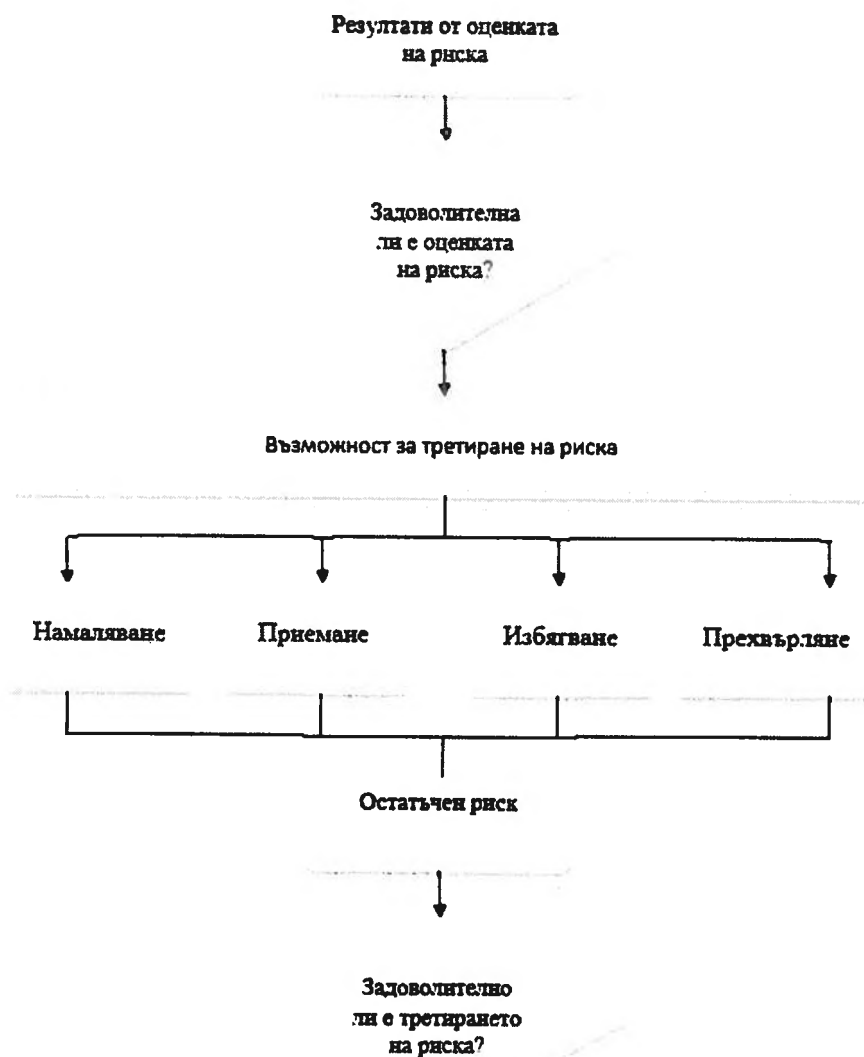 Резултати от оценката
на риска
Задоволителна
ли е оценката
на риска?
Възможност за третиране на риска
Намаляване Приемане Избягване Прехвърляне
Остатъчен риск
Задоволително
ли е третирането
на риска?